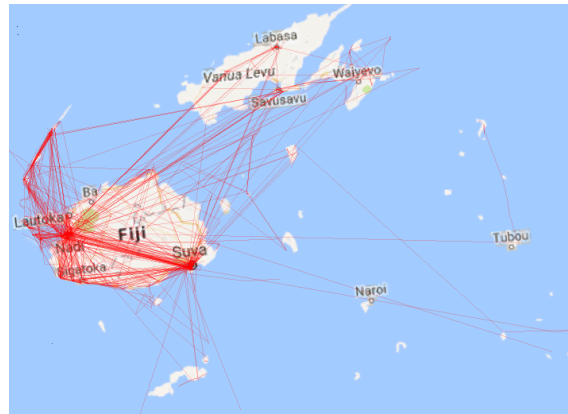 Labasa
Vanua Levu
Waiyevo
Savusavu
Ba
Lautoka
Nadi
Fiji
Suva
Sigatoka
Tubou
Naroi